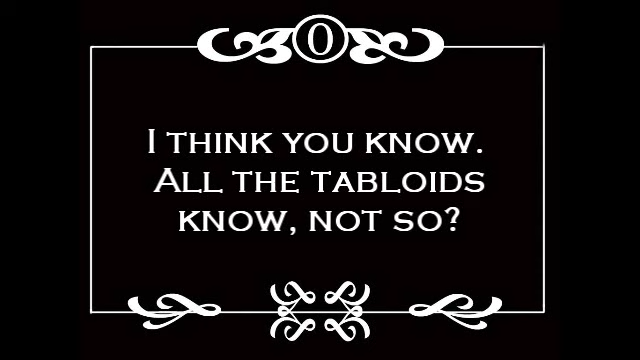 O
I THINK YOU KNOW.
ALL THE TABLOIDS
KNOW, NOT SO?